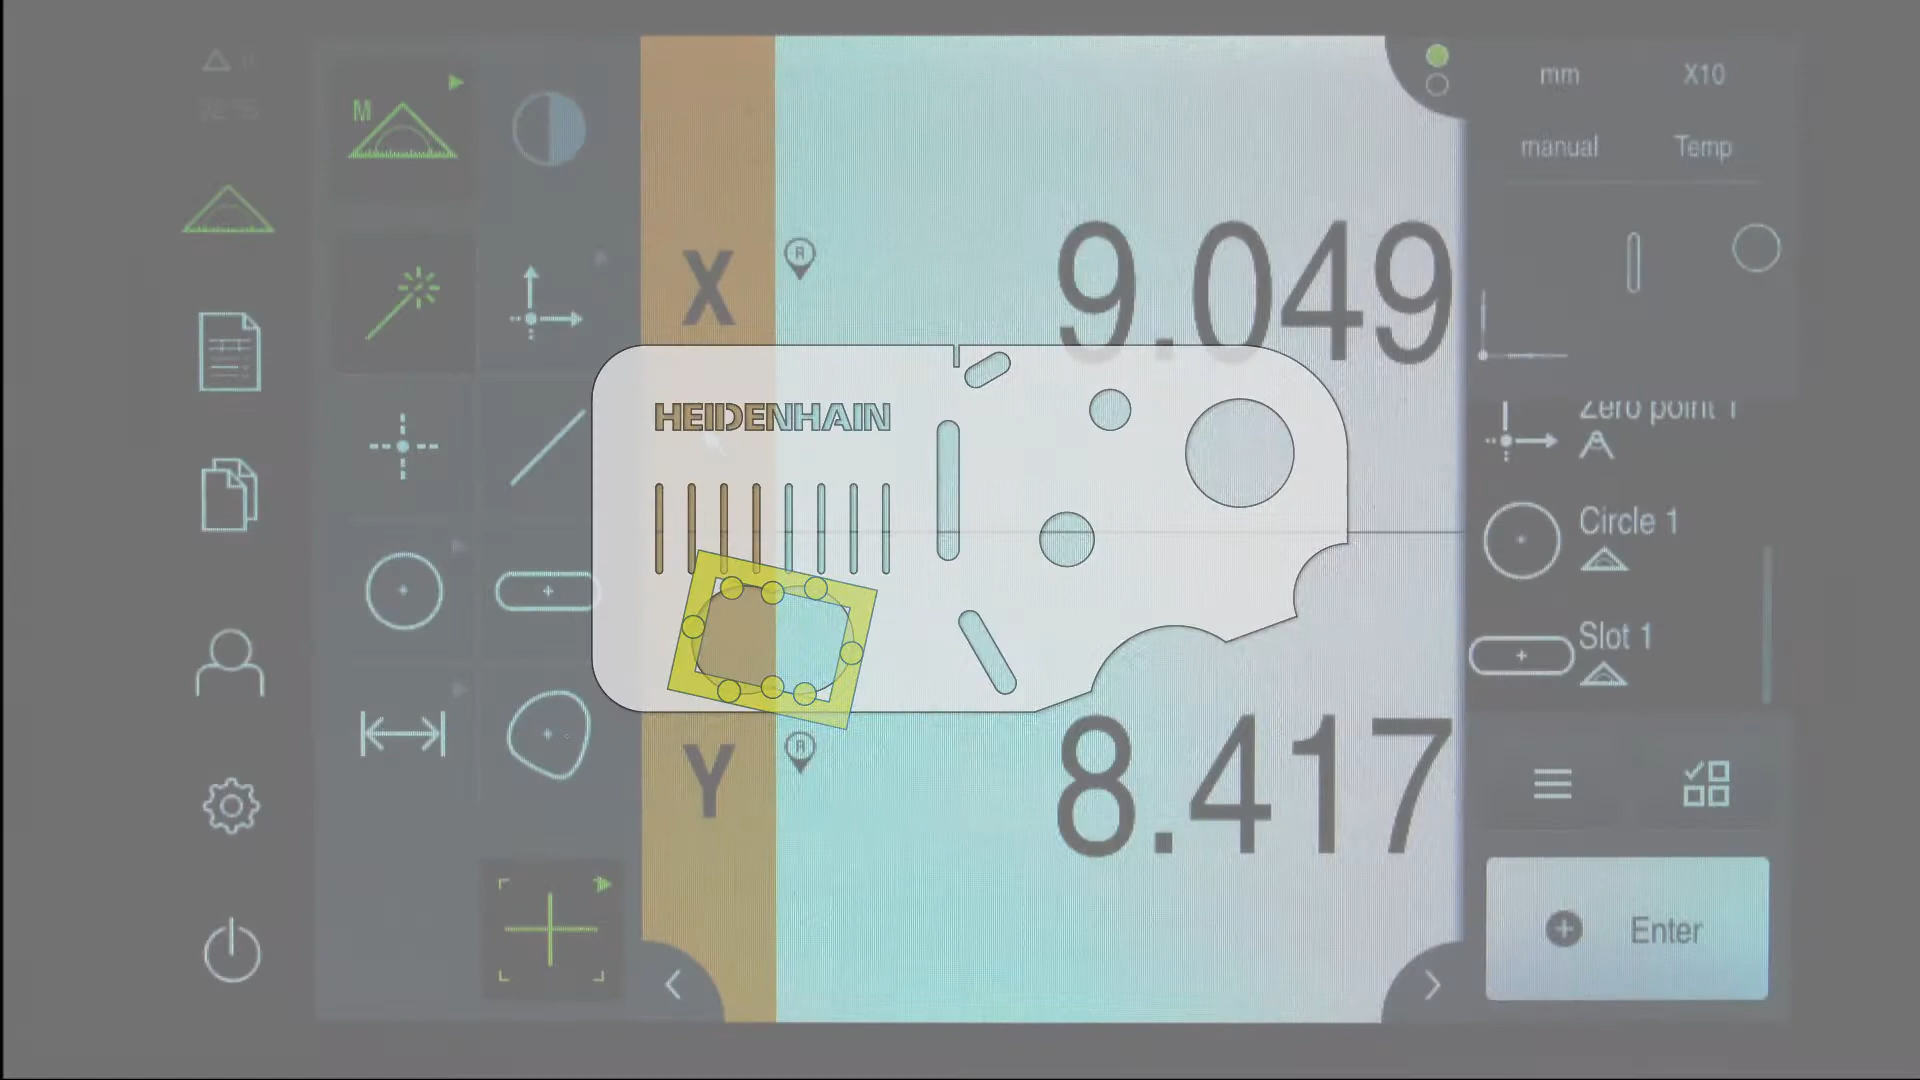 M
mm X10
manual Temp
X R 9.049
Zero point 1
HEIDENHAIN
Circle 1
Slot 1
Y R 8.417
Enter